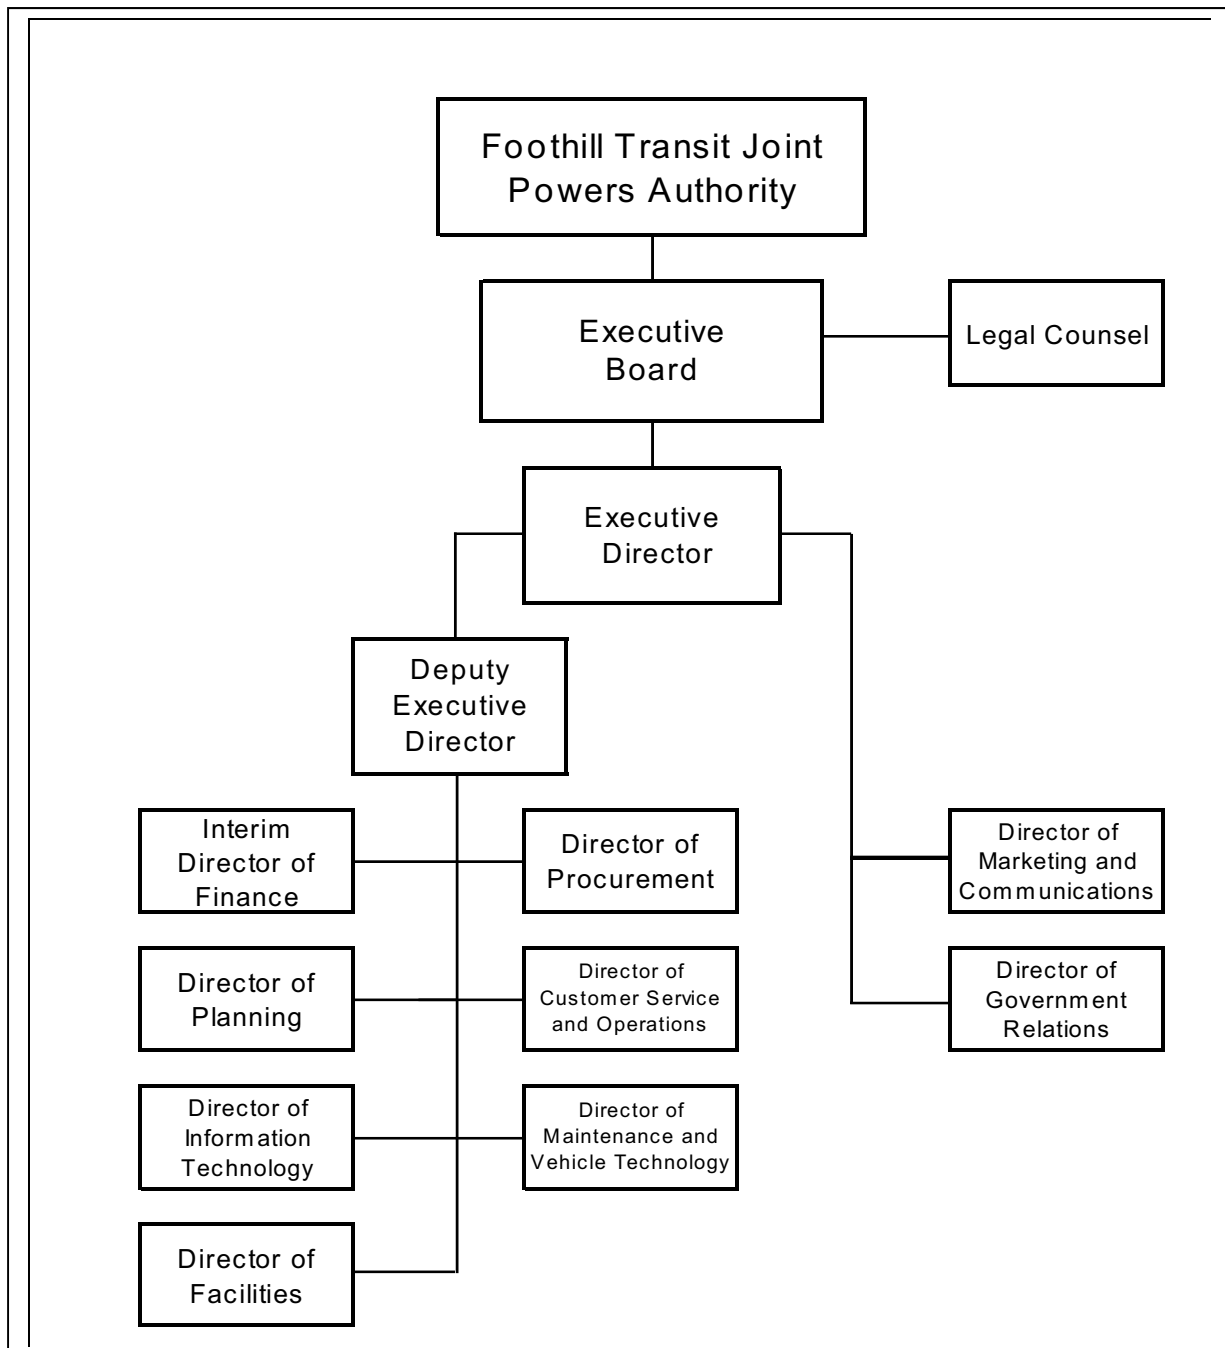 Foothill Transit Joint
Powers Authority
Executive
Board
Legal Counsel
Executive
Director
Deputy
Executive
Director
Interim
Director of
Finance
Director of
Procurement
Director of
Marketing and
Communications
Director of
Planning
Director of
Customer Service
and Operations
Director of
Government
Relations
Director of
Information
Technology
Director of
Maintenance and
Vehicle Technology
Director of
Facilities